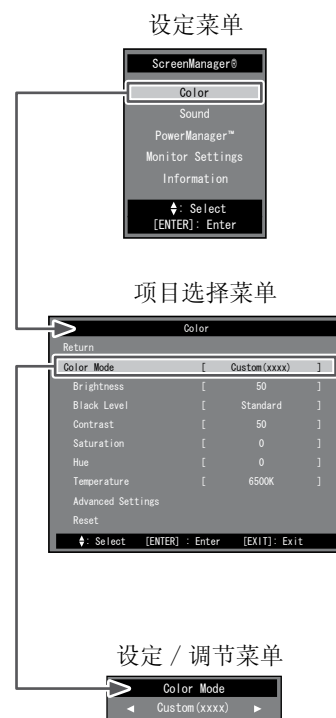 设定菜单
ScreenManager®
Color
Sound
PowerManager™
Monitor Settings
Information
: Select
[ENTER]: Enter
项目选择菜单
Color
Return
Color Mode [ Custom(xxxx) ]
Brightness [ 50 ]
Black Level [ Standard ]
Contrast [ 50 ]
Saturation [ 0 ]
Hue [ 0 ]
Temperature [ 6500K ]
Advanced Settings
Reset
: Select [ENTER] : Enter [EXIT]: Exit
设定 / 调节菜单
Color Mode
Custom(xxxx)